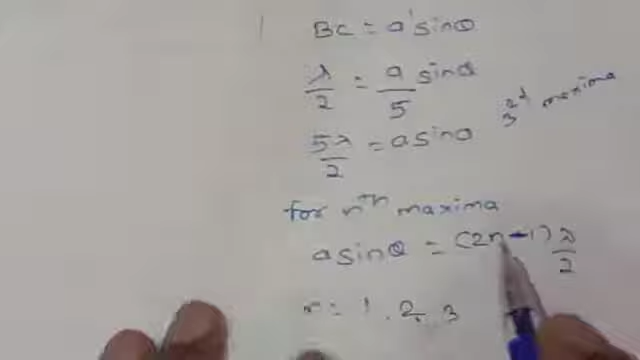 BC = a' sinθ
λ/2 = a/5 sinθ
5λ/2 = a sinθ
3rd maxima
for nth maxima
a sinθ = (2n-1) λ/2
n = 1, 2, 3